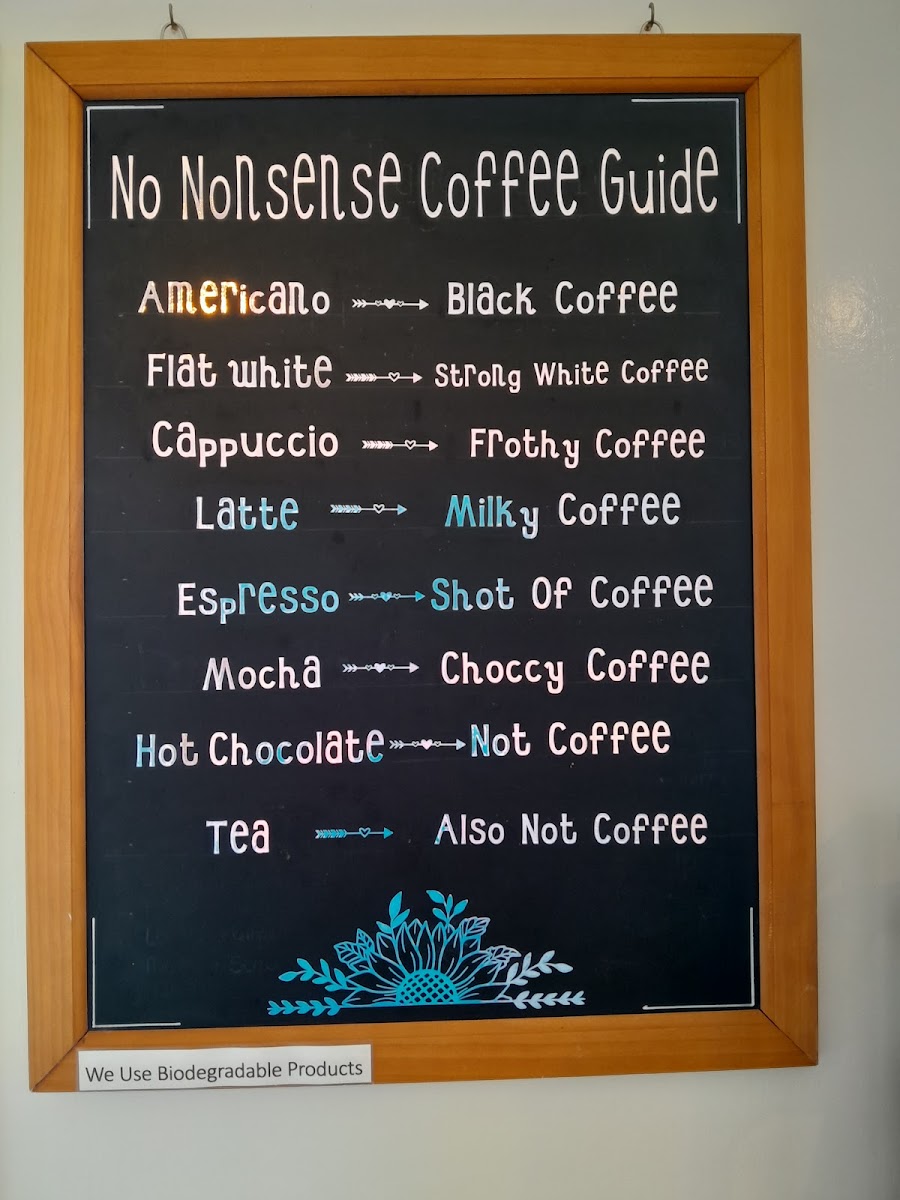 No Nonsense Coffee Guide
Americano Black Coffee
Flat white Strong White Coffee
Cappuccio Frothy Coffee
Latte Milky Coffee
Espresso Shot Of Coffee
Mocha Choccy Coffee
Hot Chocolate Not Coffee
Tea Also Not Coffee
We Use Biodegradable Products